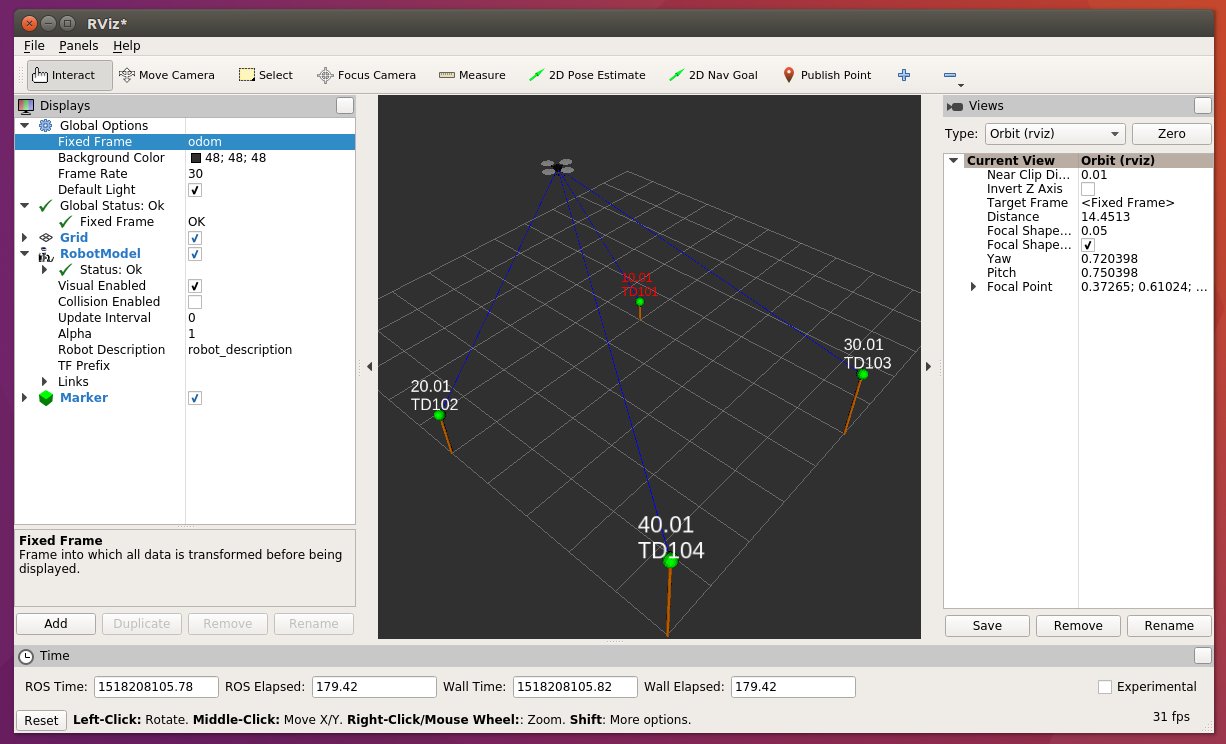 RViz*
File Panels Help
Interact Move Camera Select Focus Camera Measure 2D Pose Estimate 2D Nav Goal Publish Point
Displays
Global Options
Fixed Frame odom
Background Color 48; 48; 48
Frame Rate 30
Default Light
Global Status: Ok
Fixed Frame OK
Grid
RobotModel
Status: Ok
Visual Enabled
Collision Enabled
Update Interval 0
Alpha 1
Robot Description robot_description
TF Prefix
Links
Marker
Fixed Frame
Frame into which all data is transformed before being
displayed.
Add Duplicate Remove Rename
10.01
TD101
30.01
TD103
20.01
TD102
40.01
TD104
Views
Type: Orbit (rviz) Zero
Current View Orbit (rviz)
Near Clip Di... 0.01
Invert Z Axis
Target Frame <Fixed Frame>
Distance 14.4513
Focal Shape... 0.05
Focal Shape...
Yaw 0.720398
Pitch 0.750398
Focal Point 0.37265; 0.61024; ...
Save Remove Rename
Time
ROS Time: 1518208105.78 ROS Elapsed: 179.42 Wall Time: 1518208105.82 Wall Elapsed: 179.42 Experimental
Reset Left-Click: Rotate. Middle-Click: Move X/Y. Right-Click/Mouse Wheel:: Zoom. Shift: More options. 31 fps